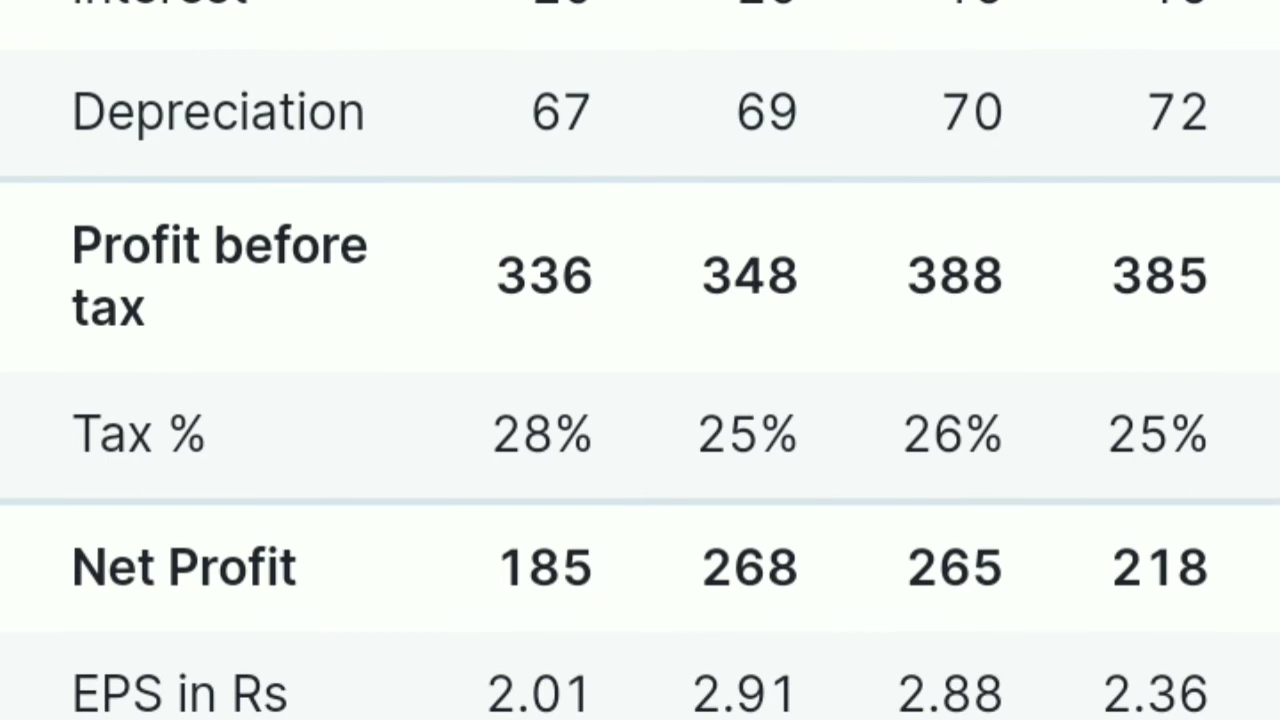 Depreciation 67 69 70 72
Profit before
tax 336 348 388 385
Tax % 28% 25% 26% 25%
Net Profit 185 268 265 218
EPS in Rs 2.01 2.91 2.88 2.36